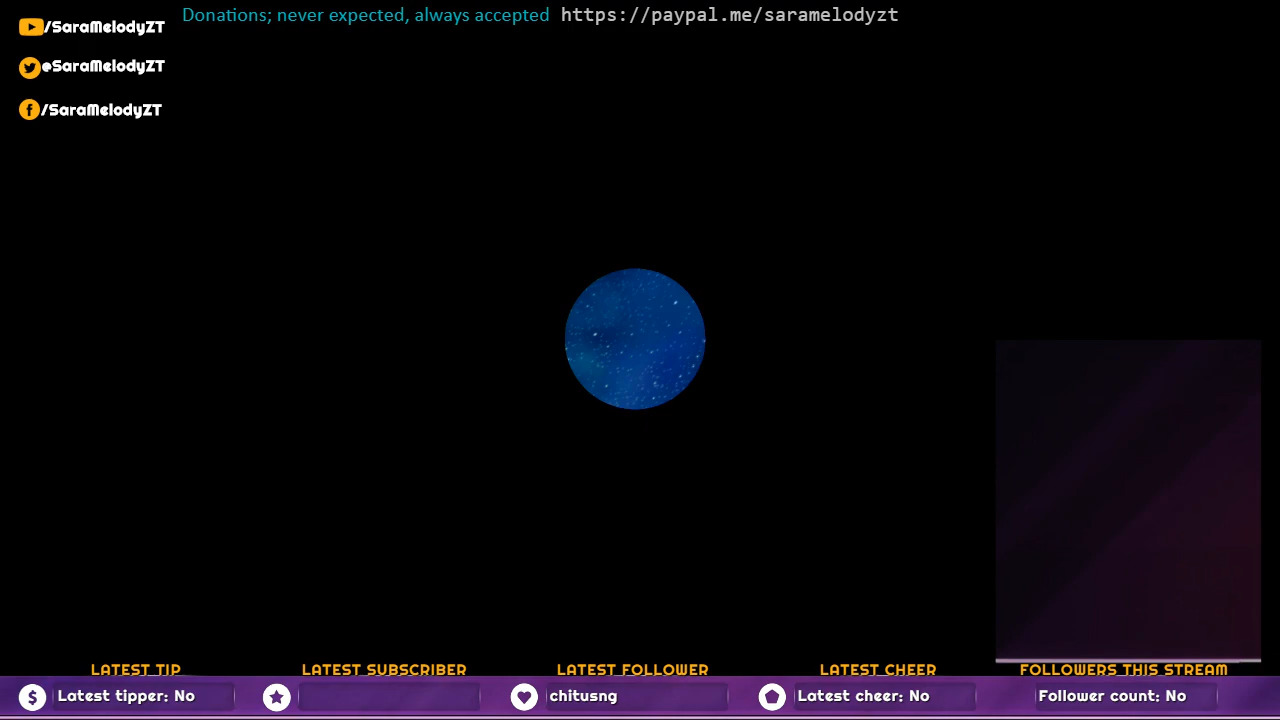 Donations; never expected, always accepted https://paypal.me/saramelodyzt
/SaraMelodyZT
@SaraMelodyZT
/SaraMelodyZT
LATEST TIP
LATEST SUBSCRIBER
LATEST FOLLOWER
LATEST CHEER
FOLLOWERS THIS STREAM
Latest tipper: No
chitusng
Latest cheer: No
Follower count: No